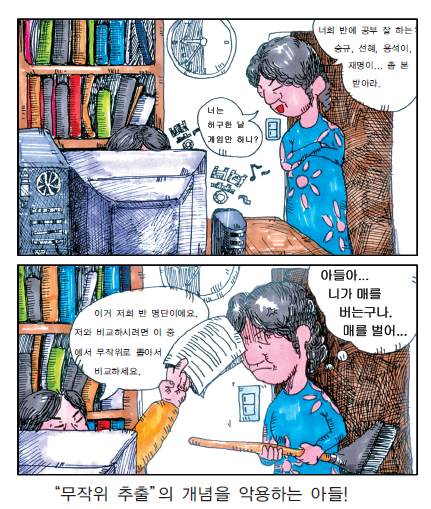 너희 반에 공부 잘 하는
승규, 선혜, 용석이,
재명이... 좀 본
받아라.
너는
허구한 날
게임만 하니?
이거 저희 반 명단이에요.
저와 비교하시려면 이 중
에서 무작위로 뽑아서
비교하세요.
아들아...
니가 매를
버는구나.
매를 벌어...
“무작위 추출”의 개념을 악용하는 아들!